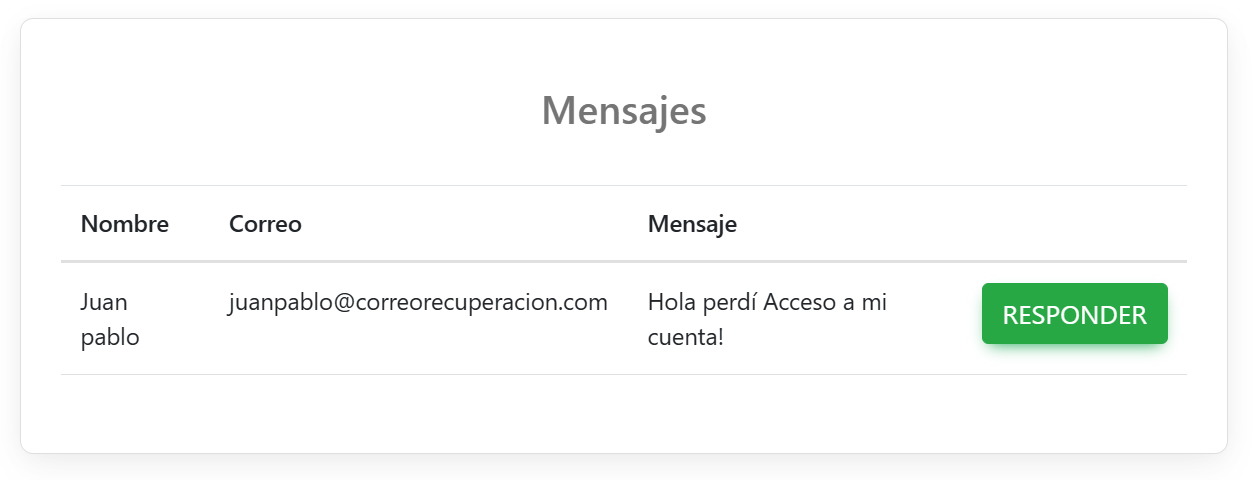 Mensajes
Nombre Correo Mensaje
Juan juanpablo@correorecuperacion.com Hola perdí Acceso a mi RESPONDER
pablo cuenta!